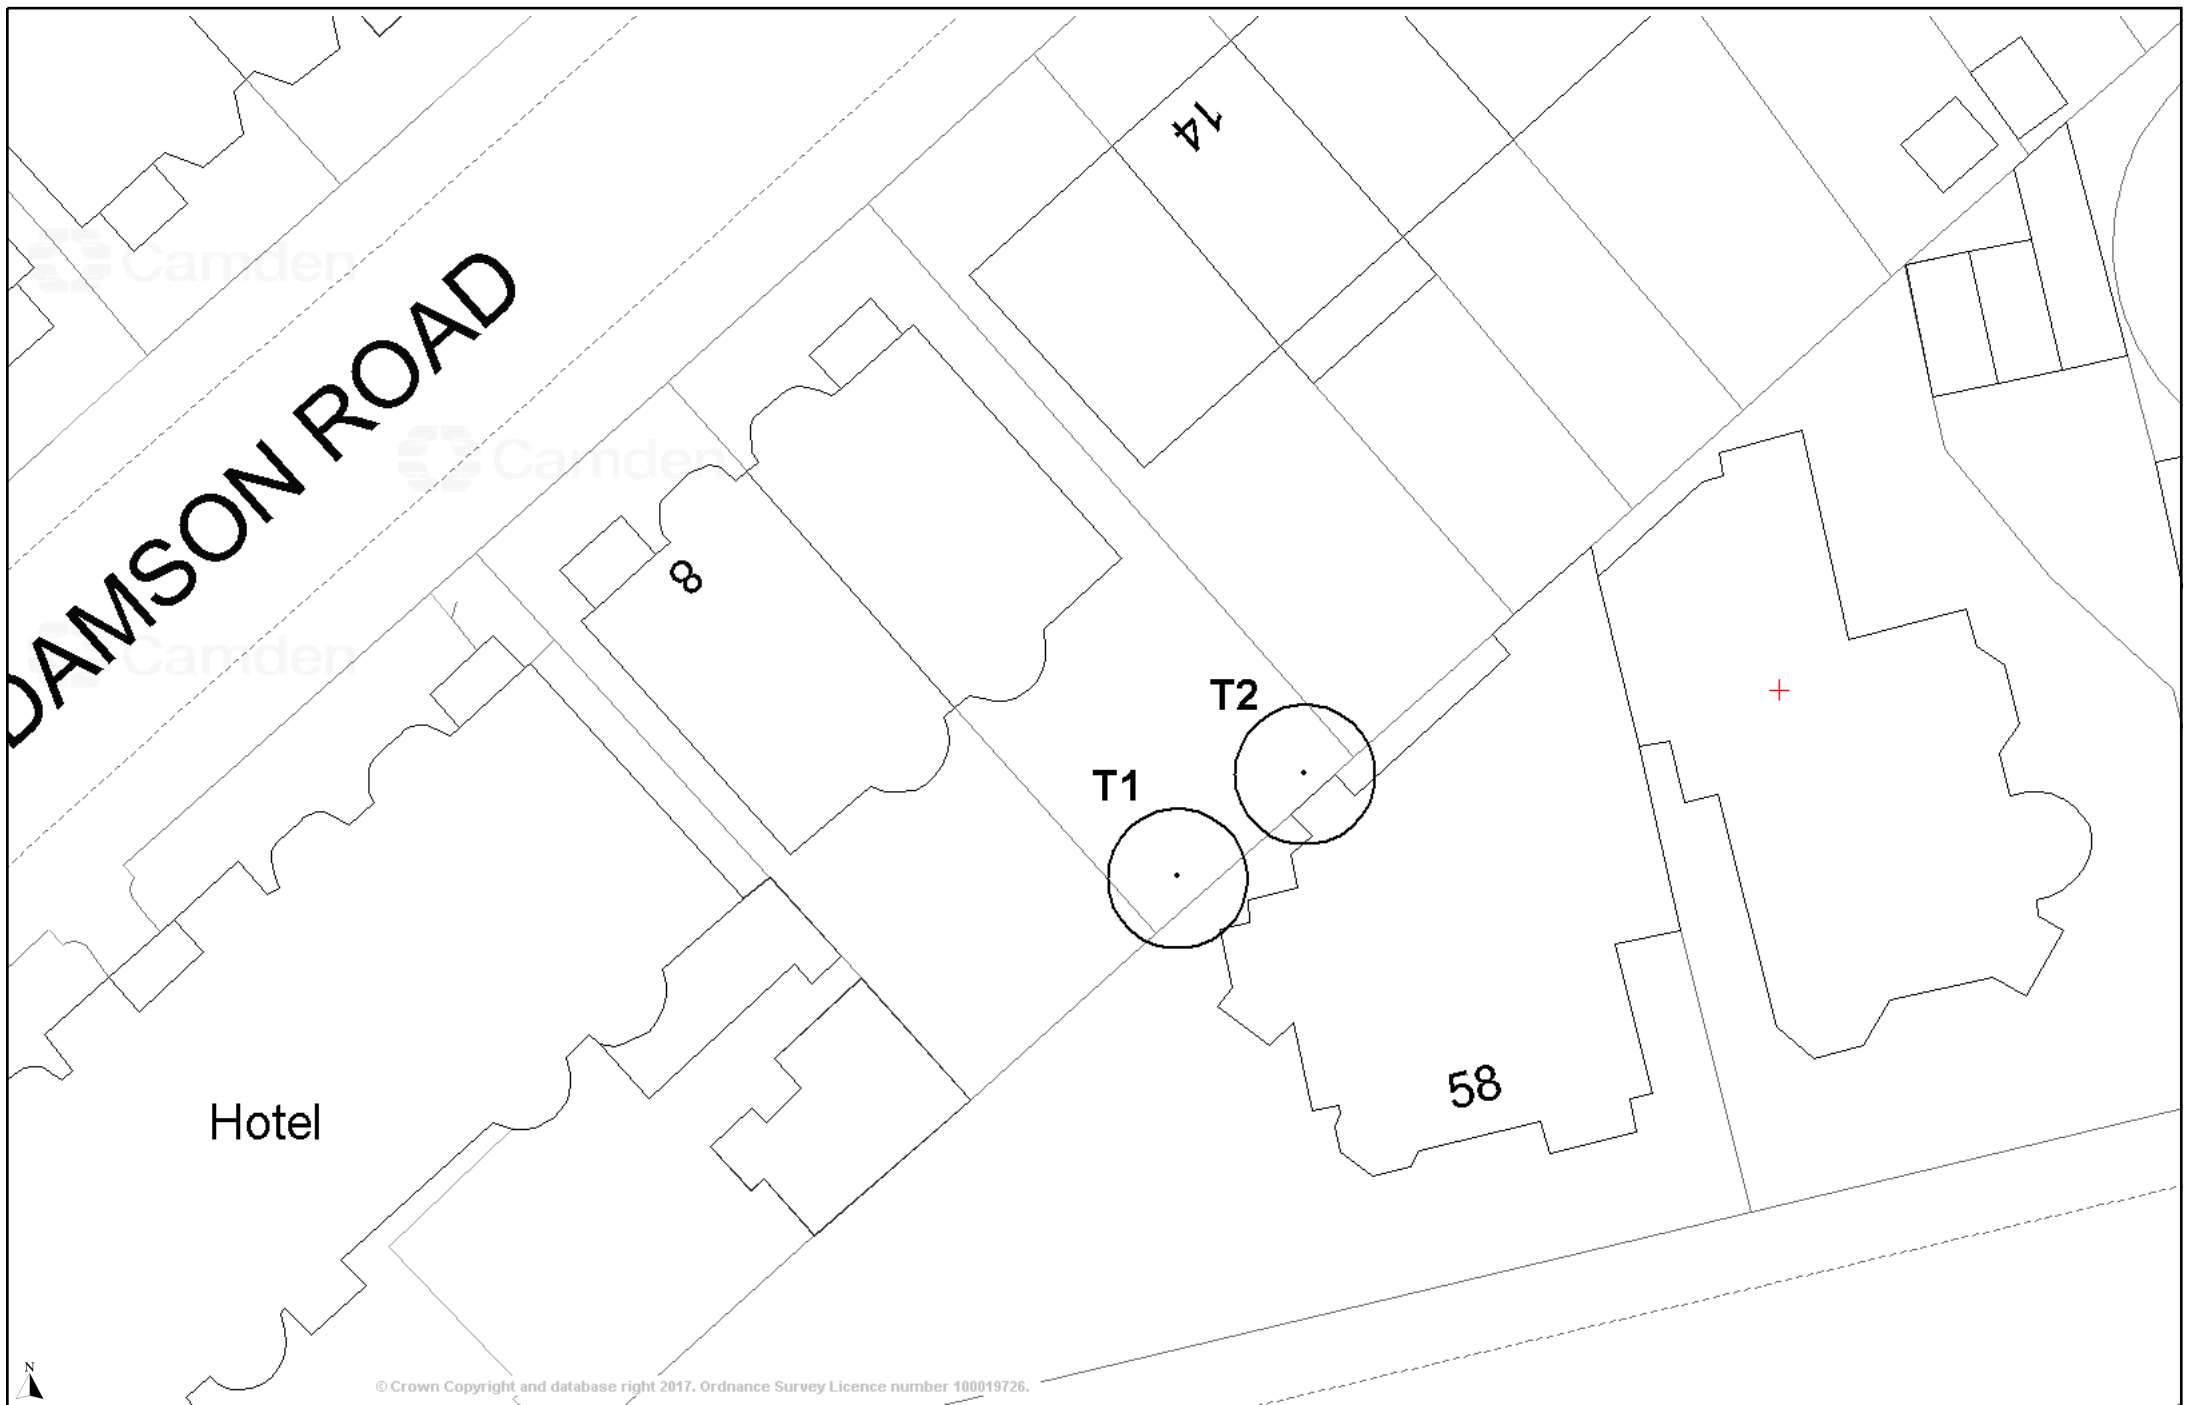 14
Camden
DAMSON ROAD
Camden
8
Camden
T2
T1
58
Hotel
N
© Crown Copyright and database right 2017. Ordnance Survey Licence number 100019726.